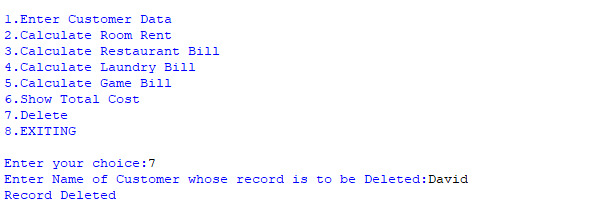 1.Enter Customer Data
2.Calculate Room Rent
3.Calculate Restaurant Bill
4.Calculate Laundry Bill
5.Calculate Game Bill
6.Show Total Cost
7.Delete
8.EXITING
Enter your choice:7
Enter Name of Customer whose record is to be Deleted:David
Record Deleted